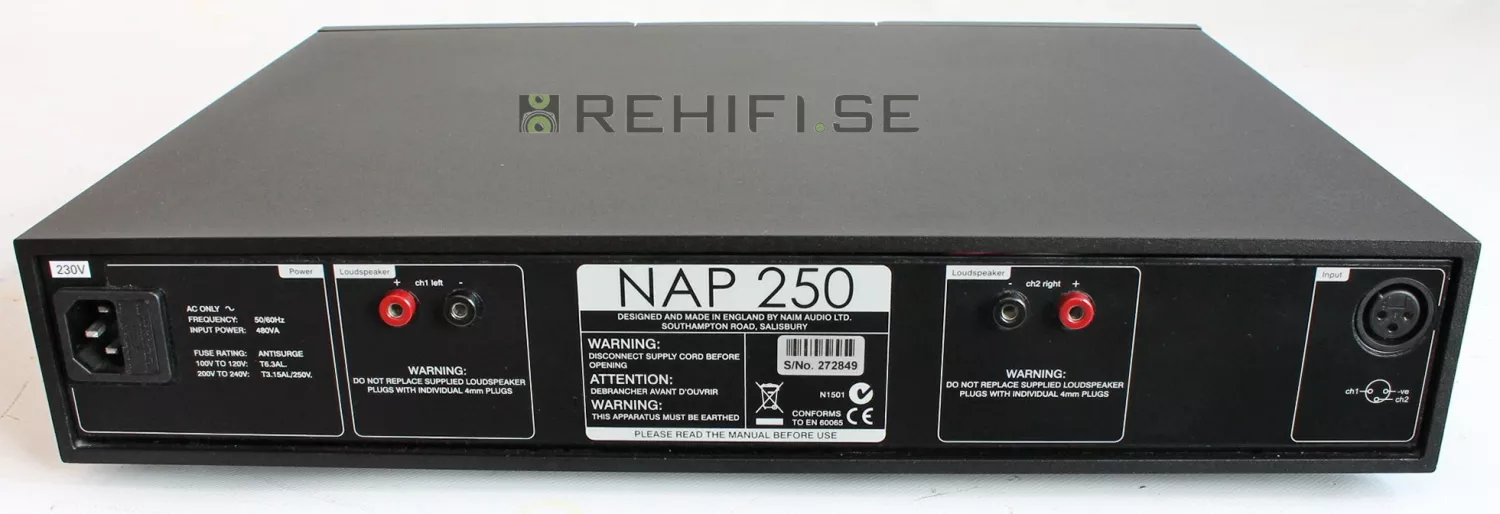 REHIFI.SE
230V
Power
AC ONLY ~
FREQUENCY: 50/60Hz
INPUT POWER: 480VA
FUSE RATING: ANTISURGE
100V TO 120V: T6.3AL.
200V TO 240V: T3.15AL/250V.
Loudspeaker
+ ch1 left -
WARNING:
DO NOT REPLACE SUPPLIED LOUDSPEAKER
PLUGS WITH INDIVIDUAL 4mm PLUGS
NAP 250
DESIGNED AND MADE IN ENGLAND BY NAIM AUDIO LTD.
SOUTHAMPTON ROAD, SALISBURY
WARNING:
DISCONNECT SUPPLY CORD BEFORE
OPENING
ATTENTION:
DEBRANCHER AVANT D'OUVRIR
WARNING:
THIS APPARATUS MUST BE EARTHED
S/No. 272849
N1501
CONFORMS
TO EN 60065
CE
PLEASE READ THE MANUAL BEFORE USE
Loudspeaker
- ch2 right +
WARNING:
DO NOT REPLACE SUPPLIED LOUDSPEAKER
PLUGS WITH INDIVIDUAL 4mm PLUGS
Input
ch1 -ve
ch2